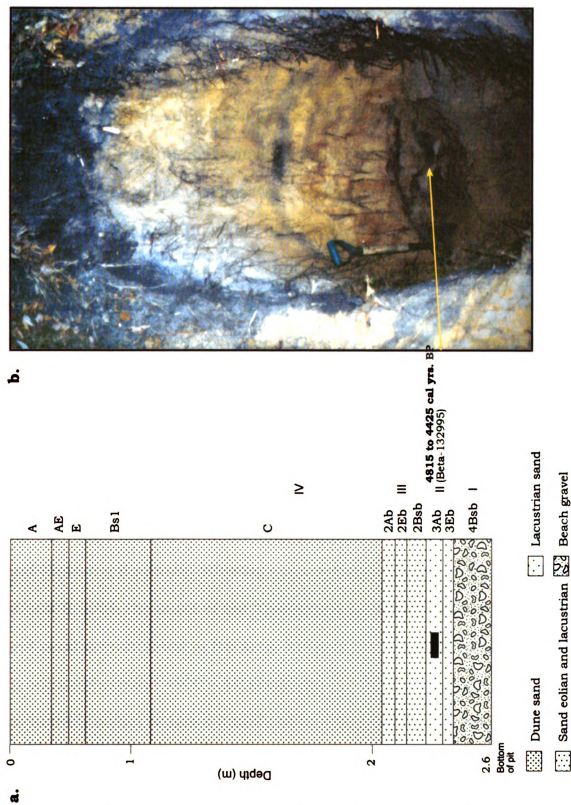 a.
0
1
2
2.6
Bottom
of pit
Depth (m)
A
AE
E
Bs1
C
IV
2Ab
2Eb
2Bsb
III
3Ab
3Eb
II
4Bsb
I
4815 to 4425 cal yrs. BP
(Beta-132995)
Dune sand
Lacustrian sand
Sand eolian and lacustrian
Beach gravel
b.